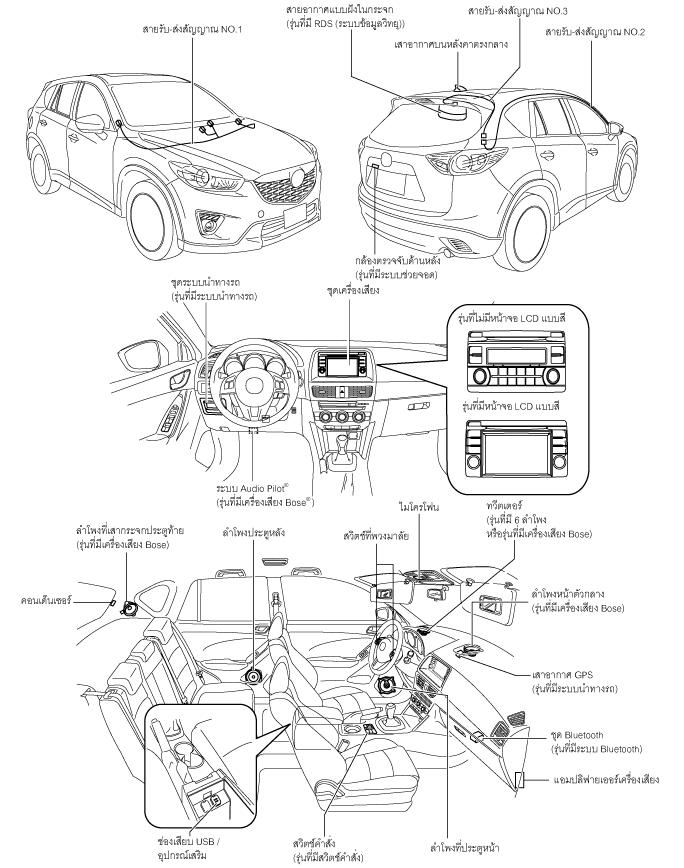 สายอากาศแบบฝังในกระจก
(รุ่นที่มี RDS (ระบบข้อมูลวิทยุ))
สายรับ-ส่งสัญญาณ NO.3
สายรับ-ส่งสัญญาณ NO.1
สายรับ-ส่งสัญญาณ NO.2
เสาอากาศบนหลังคาตรงกลาง
กล้องตรวจจับด้านหลัง
(รุ่นที่มีระบบช่วยจอด)
ชุดระบบนำทางรถ
(รุ่นที่มีระบบนำทางรถ)
ชุดเครื่องเสียง
รุ่นที่ไม่มีหน้าจอ LCD แบบสี
รุ่นที่มีหน้าจอ LCD แบบสี
ระบบ Audio Pilot®
(รุ่นที่มีเครื่องเสียง Bose®)
ไมโครโฟน
ทวีตเตอร์
(รุ่นที่มี 6 ลำโพง
หรือรุ่นที่มีเครื่องเสียง Bose)
ลำโพงที่เสากระจกประตูท้าย
(รุ่นที่มีเครื่องเสียง Bose)
ลำโพงประตูหลัง
สวิตช์ที่พวงมาลัย
คอนเด็นเซอร์
ลำโพงหน้าตัวกลาง
(รุ่นที่มีเครื่องเสียง Bose)
เสาอากาศ GPS
(รุ่นที่มีระบบนำทางรถ)
ชุด Bluetooth
(รุ่นที่มีระบบ Bluetooth)
แอมปลิฟายเออร์เครื่องเสียง
ช่องเสียบ USB /
อุปกรณ์เสริม
สวิตช์คำสั่ง
(รุ่นที่มีสวิตช์คำสั่ง)
ลำโพงที่ประตูหน้า